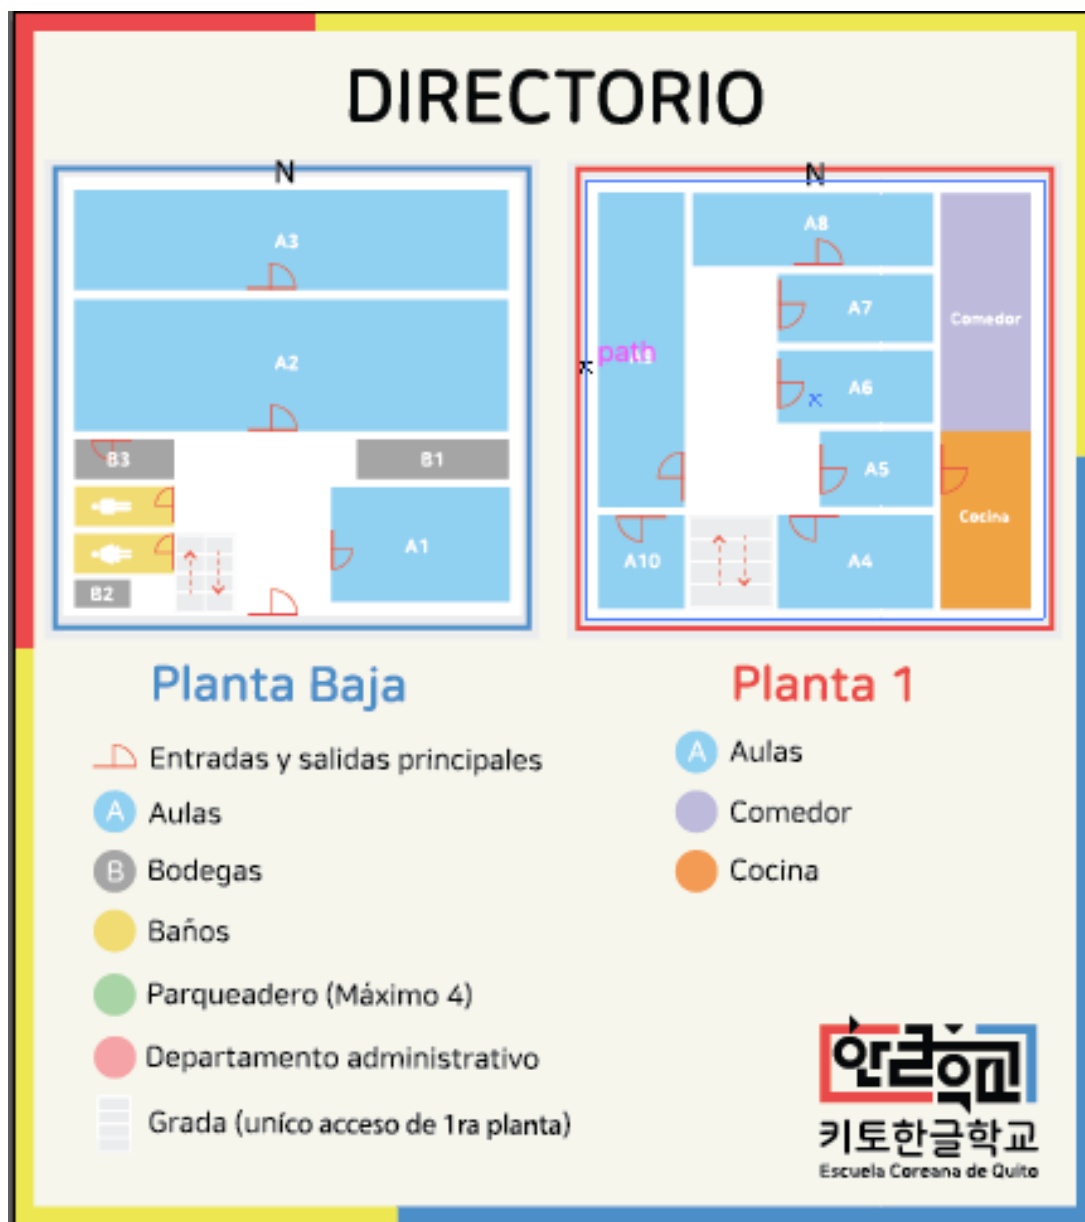 DIRECTORIO
N
A3
A2
B3
B1
A1
B2
N
A8
A7
Comedor
path
A6
A5
Cocina
A10
A4
Planta Baja
Entradas y salidas principales
A Aulas
B Bodegas
Baños
Parqueadero (Máximo 4)
Departamento administrativo
Grada (uníco acceso de 1ra planta)
Planta 1
A Aulas
Comedor
Cocina
한글학교
키토한글학교
Escuela Coreana de Quito